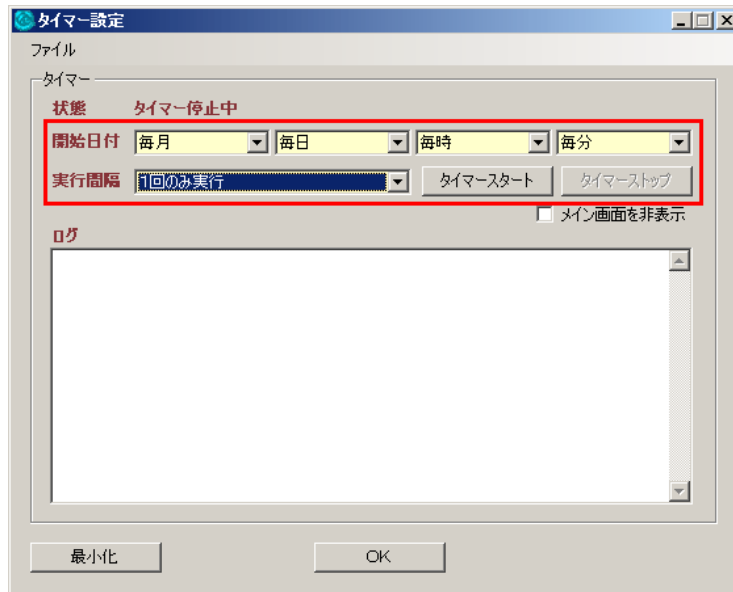 タイマー設定
ファイル
タイマー
状態 タイマー停止中
開始日付 毎月 毎日 毎時 毎分
実行間隔 1回のみ実行 タイマースタート タイマーストップ
メイン画面を非表示
ログ
最小化 OK